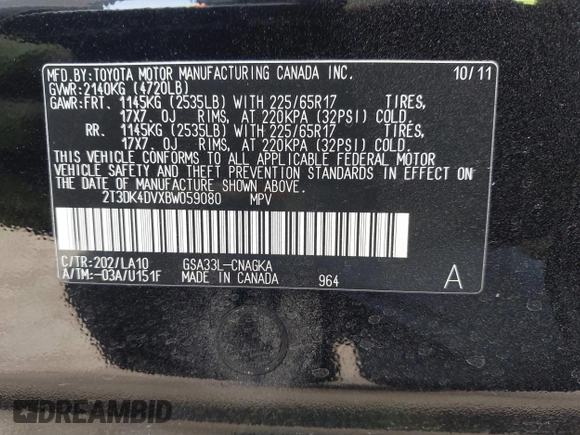 MFD.BY:TOYOTA MOTOR MANUFACTURING CANADA INC. 10/11
GVWR:2140KG (4720LB)
GAWR:FRT. 1145KG (2535LB) WITH 225/65R17 TIRES,
17X7. 0J RIMS, AT 220KPA (32PSI) COLD.
RR. 1145KG (2535LB) WITH 225/65R17 TIRES,
17X7. 0J RIMS, AT 220KPA (32PSI) COLD.
THIS VEHICLE CONFORMS TO ALL APPLICABLE FEDERAL MOTOR
VEHICLE SAFETY AND THEFT PREVENTION STANDARDS IN EFFECT ON
THE DATE OF MANUFACTURE SHOWN ABOVE.
2T3DK4DVXBW059080 MPV
C/TR:202/LA10 GSA33L-CNAGKA
A/TM:-03A/U151F MADE IN CANADA 964 A
DREAMBID